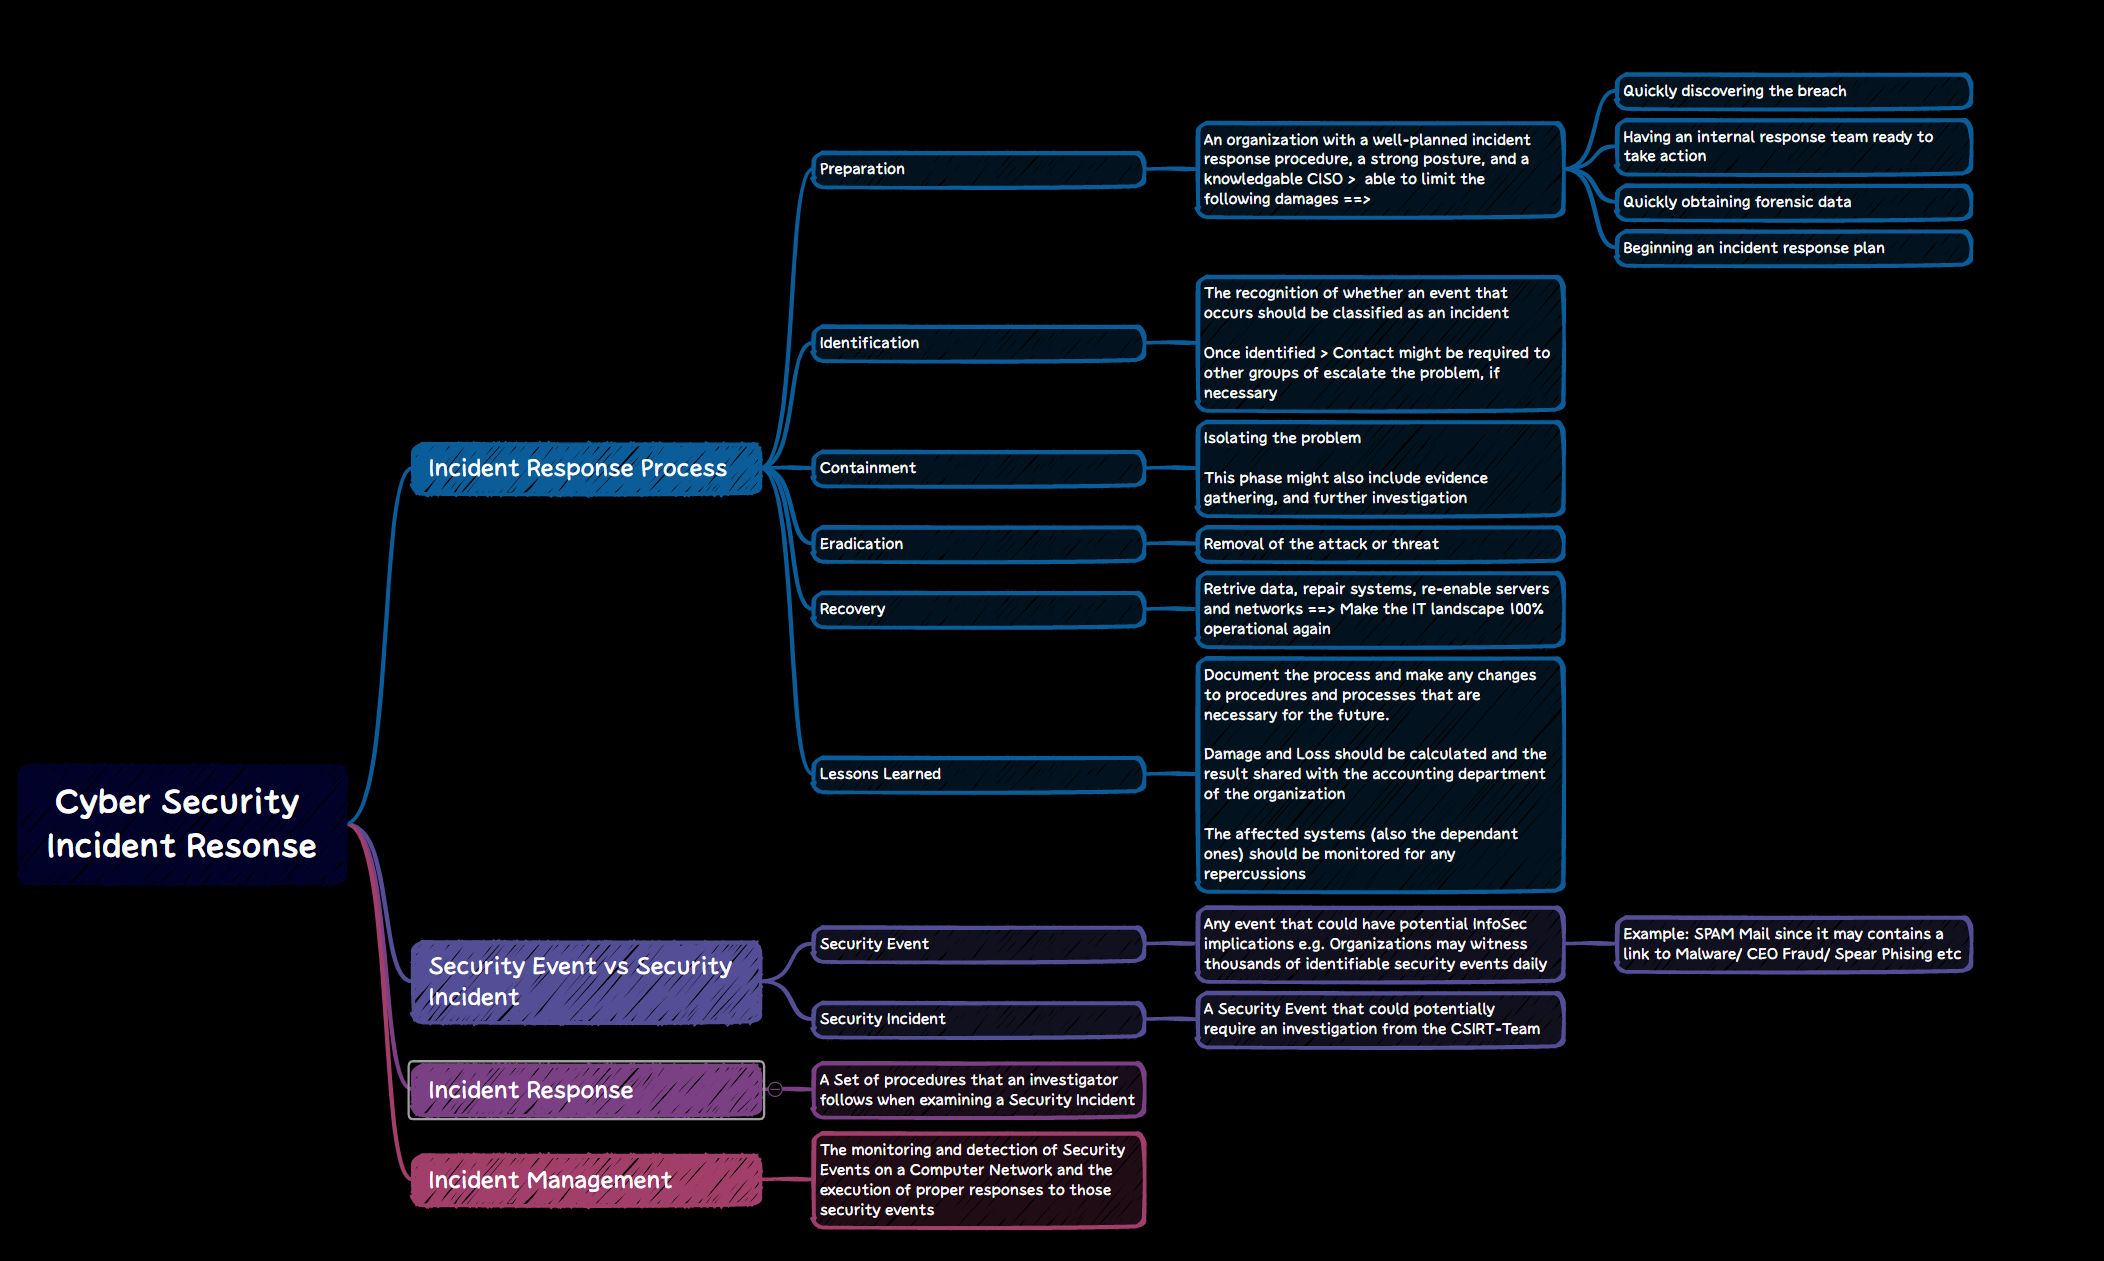 Cyber Security
Incident Resonse
Incident Response Process
Preparation
An organization with a well-planned incident
response procedure, a strong posture, and a
knowledgable CISO > able to limit the
following damages ==>
Quickly discovering the breach
Having an internal response team ready to
take action
Quickly obtaining forensic data
Beginning an incident response plan
Identification
The recognition of whether an event that
occurs should be classified as an incident
Once identified > Contact might be required to
other groups of escalate the problem, if
necessary
Containment
Isolating the problem
This phase might also include evidence
gathering, and further investigation
Eradication
Removal of the attack or threat
Recovery
Retrive data, repair systems, re-enable servers
and networks ==> Make the IT landscape 100%
operational again
Lessons Learned
Document the process and make any changes
to procedures and processes that are
necessary for the future.
Damage and Loss should be calculated and the
result shared with the accounting department
of the organization
The affected systems (also the dependant
ones) should be monitored for any
repercussions
Security Event vs Security
Incident
Security Event
Any event that could have potential InfoSec
implications e.g. Organizations may witness
thousands of identifiable security events daily
Example: SPAM Mail since it may contains a
link to Malware/ CEO Fraud/ Spear Phising etc
Security Incident
A Security Event that could potentially
require an investigation from the CSIRT-Team
Incident Response
A Set of procedures that an investigator
follows when examining a Security Incident
Incident Management
The monitoring and detection of Security
Events on a Computer Network and the
execution of proper responses to those
security events